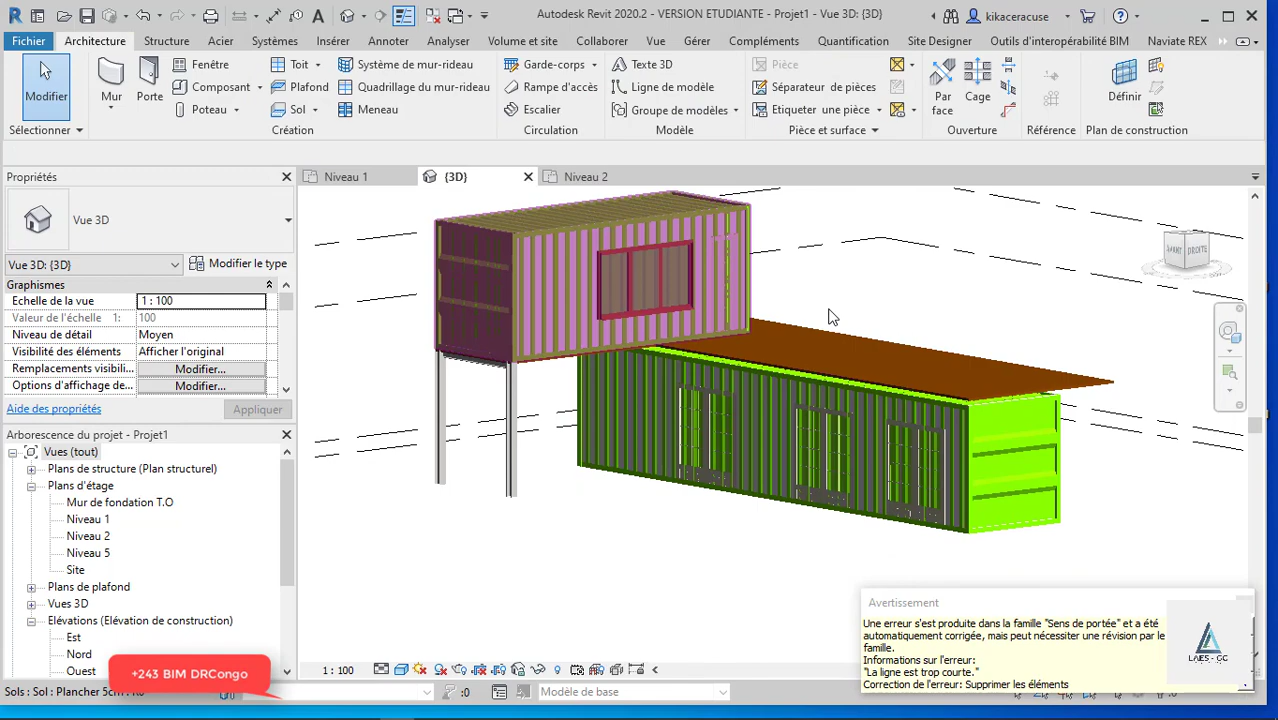 Autodesk Revit 2020.2 - VERSION ETUDIANTE - Projet1 - Vue 3D: {3D}
kikaceracuse
Fichier Architecture Structure Acier Systèmes Insérer Annoter Analyser Volume et site Collaborer Vue Gérer Compléments Quantification Site Designer Outils d'interopérabilité BIM Naviate REX
Modifier Mur Porte Fenêtre Toit Système de mur-rideau Garde-corps Texte 3D Pièce Par face Cage Définir
Composant Plafond Quadrillage du mur-rideau Rampe d'accès Ligne de modèle Séparateur de pièces
Poteau Sol Meneau Escalier Groupe de modèles Etiqueter une pièce
Sélectionner Création Circulation Modèle Pièce et surface Ouverture Référence Plan de construction
Propriétés
Niveau 1 {3D} Niveau 2
Vue 3D
Vue 3D: {3D} Modifier le type
Graphismes
Echelle de la vue 1 : 100
Valeur de l'échelle 1: 100
Niveau de détail Moyen
Visibilité des éléments Afficher l'original
Remplacements visibili... Modifier...
Options d'affichage de... Modifier...
Aide des propriétés Appliquer
Arborescence du projet - Projet1
Vues (tout)
Plans de structure (Plan structurel)
Plans d'étage
Mur de fondation T.O
Niveau 1
Niveau 2
Niveau 5
Site
Plans de plafond
Vues 3D
Elévations (Elévation de construction)
Est
Nord
Ouest
DROITE
Avertissement
Une erreur s'est produite dans la famille "Sens de portée" et a été
automatiquement corrigée, mais peut nécessiter une révision par le
famille.
Informations sur l'erreur:
"La ligne est trop courte."
Correction de l'erreur: Supprimer les éléments
LAES-GC
+243 BIM DRCongo
1 : 100
Sols : Sol : Plancher 5cm : R0
:0 Modèle de base